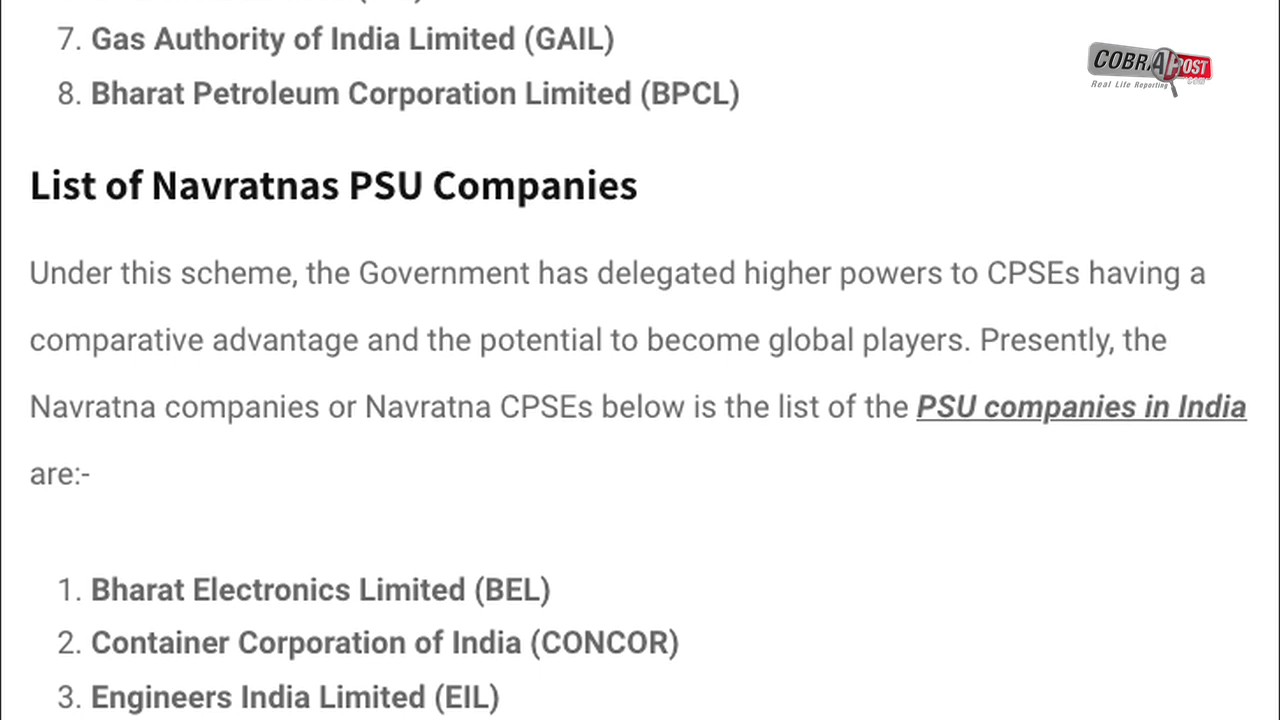 7. Gas Authority of India Limited (GAIL)
8. Bharat Petroleum Corporation Limited (BPCL)
COBRAPOST
.COM
Real Life Reporting
List of Navratnas PSU Companies
Under this scheme, the Government has delegated higher powers to CPSEs having a
comparative advantage and the potential to become global players. Presently, the
Navratna companies or Navratna CPSEs below is the list of the PSU companies in India
are:-
1. Bharat Electronics Limited (BEL)
2. Container Corporation of India (CONCOR)
3. Engineers India Limited (EIL)